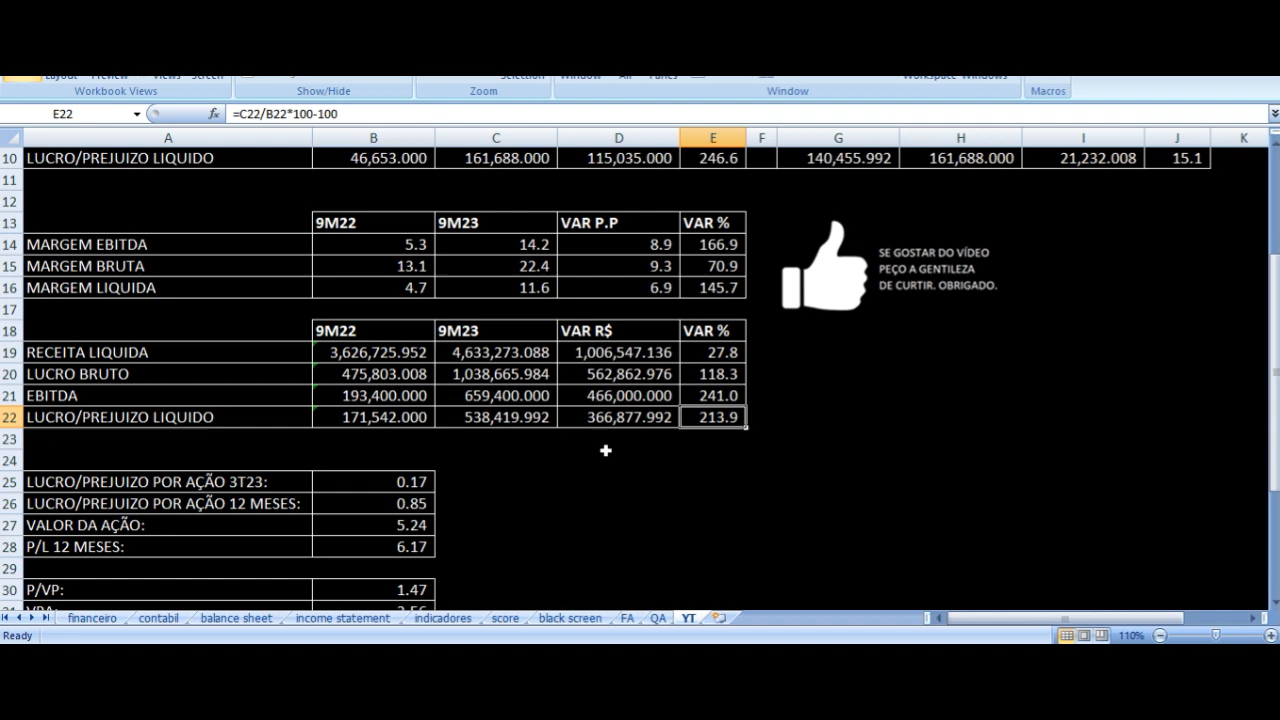 Workbook Views Show/Hide Zoom Window Macros
E22 fx =C22/B22*100-100
A B C D E F G H I J K
10 LUCRO/PREJUIZO LIQUIDO 46,653.000 161,688.000 115,035.000 246.6 140,455.992 161,688.000 21,232.008 15.1
11
12
13 9M22 9M23 VAR P.P VAR %
14 MARGEM EBITDA 5.3 14.2 8.9 166.9
15 MARGEM BRUTA 13.1 22.4 9.3 70.9
16 MARGEM LIQUIDA 4.7 11.6 6.9 145.7
SE GOSTAR DO VÍDEO
PEÇO A GENTILEZA
DE CURTIR. OBRIGADO.
17
18 9M22 9M23 VAR R$ VAR %
19 RECEITA LIQUIDA 3,626,725.952 4,633,273.088 1,006,547.136 27.8
20 LUCRO BRUTO 475,803.008 1,038,665.984 562,862.976 118.3
21 EBITDA 193,400.000 659,400.000 466,000.000 241.0
22 LUCRO/PREJUIZO LIQUIDO 171,542.000 538,419.992 366,877.992 213.9
23
24
25 LUCRO/PREJUIZO POR AÇÃO 3T23: 0.17
26 LUCRO/PREJUIZO POR AÇÃO 12 MESES: 0.85
27 VALOR DA AÇÃO: 5.24
28 P/L 12 MESES: 6.17
29
30 P/VP: 1.47
financeiro contabil balance sheet income statement indicadores score black screen FA QA YT
Ready 110%